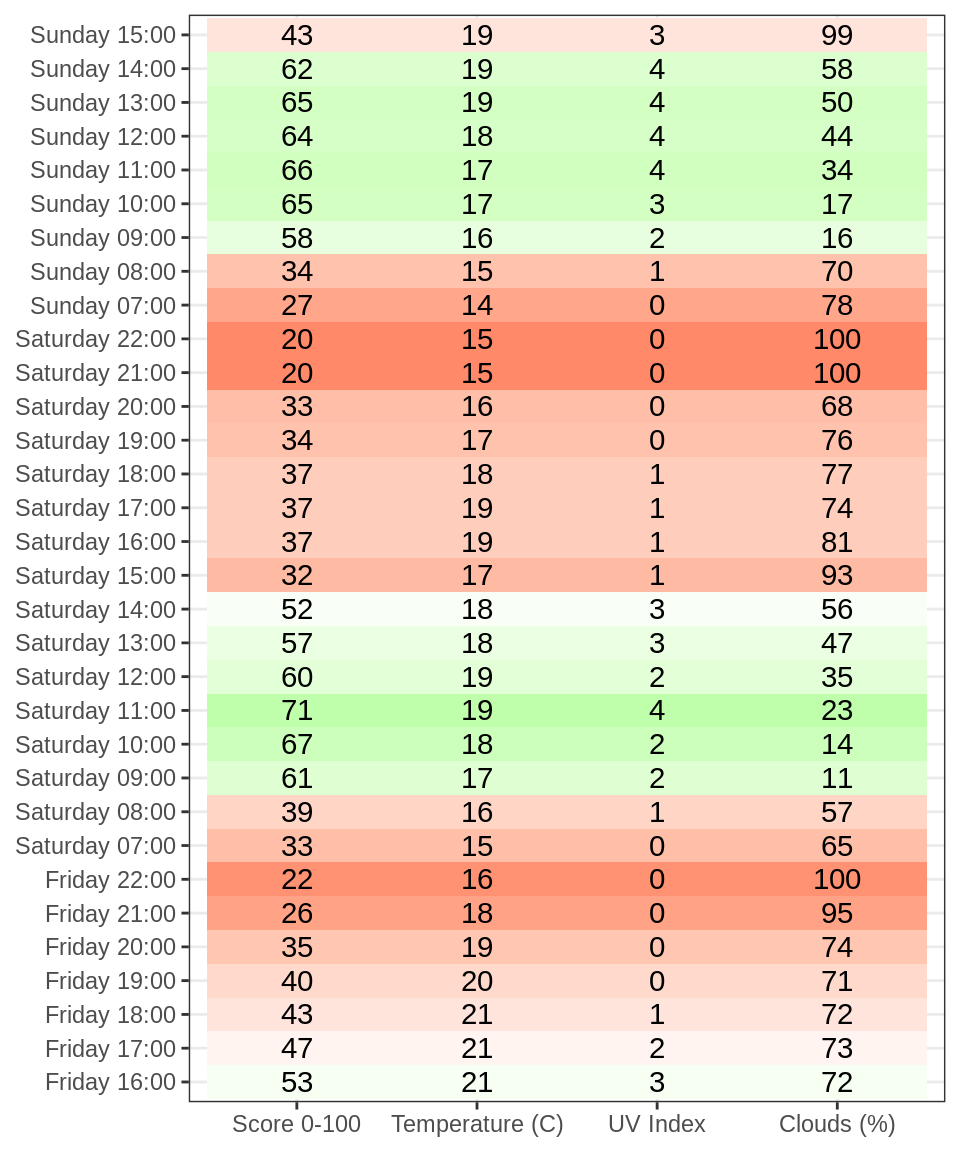 Sunday 15:00 43 19 3 99
Sunday 14:00 62 19 4 58
Sunday 13:00 65 19 4 50
Sunday 12:00 64 18 4 44
Sunday 11:00 66 17 4 34
Sunday 10:00 65 17 3 17
Sunday 09:00 58 16 2 16
Sunday 08:00 34 15 1 70
Sunday 07:00 27 14 0 78
Saturday 22:00 20 15 0 100
Saturday 21:00 20 15 0 100
Saturday 20:00 33 16 0 68
Saturday 19:00 34 17 0 76
Saturday 18:00 37 18 1 77
Saturday 17:00 37 19 1 74
Saturday 16:00 37 19 1 81
Saturday 15:00 32 17 1 93
Saturday 14:00 52 18 3 56
Saturday 13:00 57 18 3 47
Saturday 12:00 60 19 2 35
Saturday 11:00 71 19 4 23
Saturday 10:00 67 18 2 14
Saturday 09:00 61 17 2 11
Saturday 08:00 39 16 1 57
Saturday 07:00 33 15 0 65
Friday 22:00 22 16 0 100
Friday 21:00 26 18 0 95
Friday 20:00 35 19 0 74
Friday 19:00 40 20 0 71
Friday 18:00 43 21 1 72
Friday 17:00 47 21 2 73
Friday 16:00 53 21 3 72
Score 0-100 Temperature (C) UV Index Clouds (%)